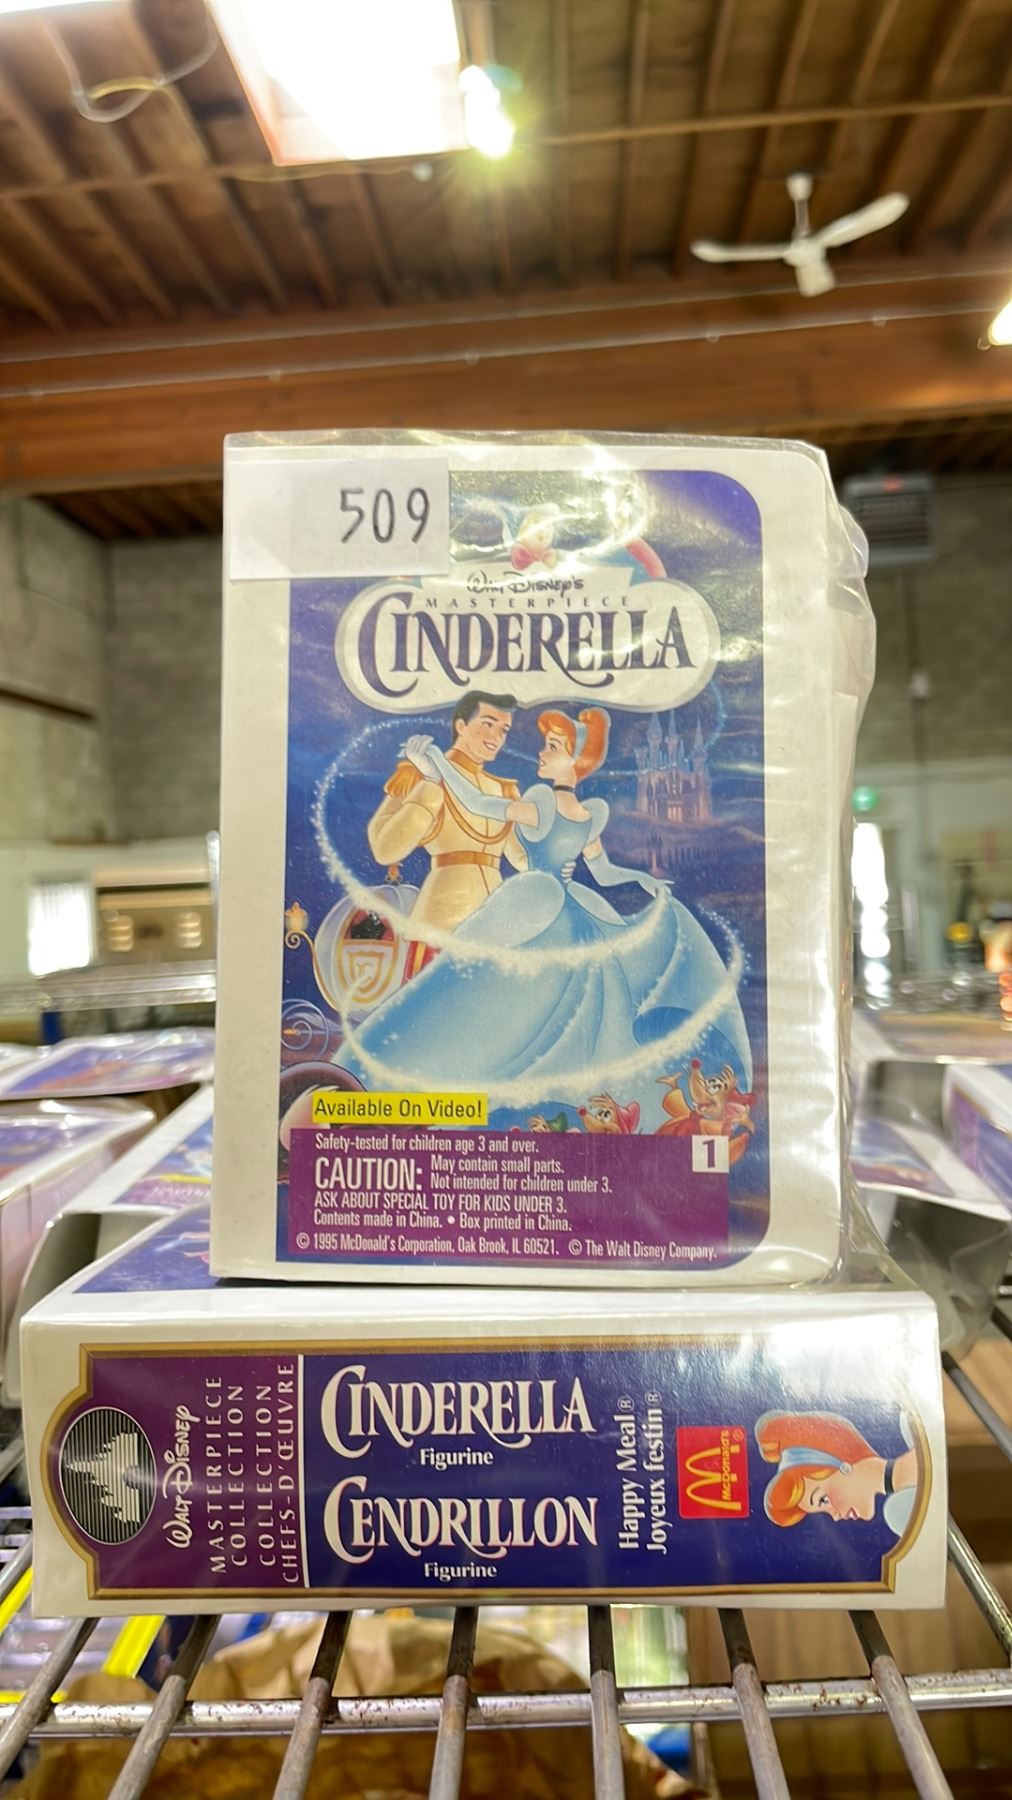 509
Walt Disney's
MASTERPIECE
CINDERELLA
Available On Video!
Safety-tested for children age 3 and over.
CAUTION: May contain small parts.
Not intended for children under 3.
ASK ABOUT SPECIAL TOY FOR KIDS UNDER 3.
Contents made in China. • Box printed in China.
© 1995 McDonald's Corporation, Oak Brook, IL 60521. © The Walt Disney Company.
1
WALT DISNEY
MASTERPIECE
COLLECTION
COLLECTION
CHEFS-D'ŒUVRE
CINDERELLA
Figurine
CENDRILLON
Figurine
Happy Meal®
Joyeux festin®
McDonald's®